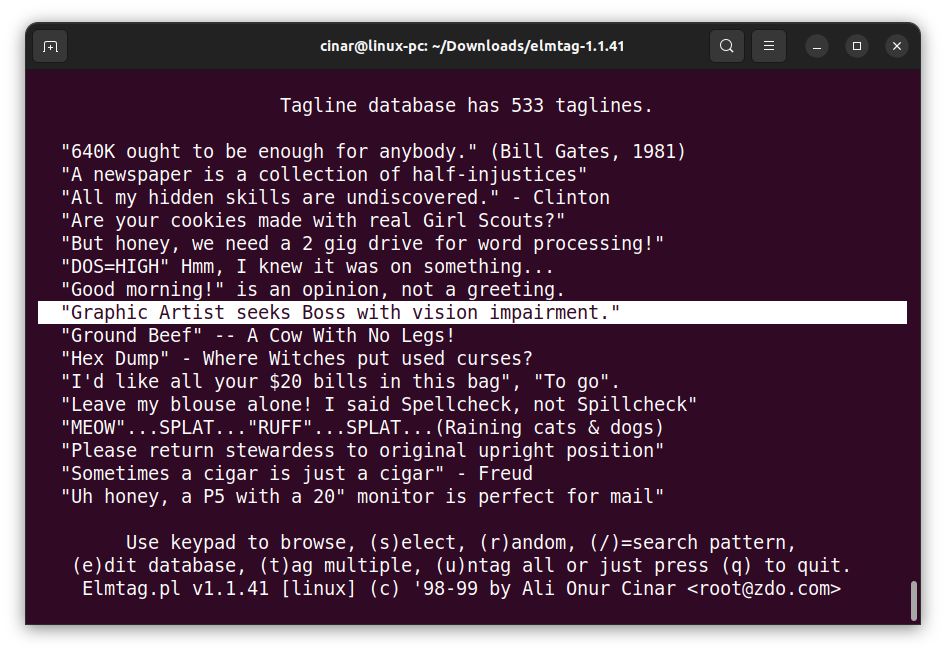 cinar@linux-pc: ~/Downloads/elmtag-1.1.41
Tagline database has 533 taglines.
"640K ought to be enough for anybody." (Bill Gates, 1981)
"A newspaper is a collection of half-injustices"
"All my hidden skills are undiscovered." - Clinton
"Are your cookies made with real Girl Scouts?"
"But honey, we need a 2 gig drive for word processing!"
"DOS=HIGH" Hmm, I knew it was on something...
"Good morning!" is an opinion, not a greeting.
"Graphic Artist seeks Boss with vision impairment."
"Ground Beef" -- A Cow With No Legs!
"Hex Dump" - Where Witches put used curses?
"I'd like all your $20 bills in this bag", "To go".
"Leave my blouse alone! I said Spellcheck, not Spillcheck"
"MEOW"...SPLAT..."RUFF"...SPLAT...(Raining cats & dogs)
"Please return stewardess to original upright position"
"Sometimes a cigar is just a cigar" - Freud
"Uh honey, a P5 with a 20" monitor is perfect for mail"
Use keypad to browse, (s)elect, (r)andom, (/)=search pattern,
(e)dit database, (t)ag multiple, (u)ntag all or just press (q) to quit.
Elmtag.pl v1.1.41 [linux] (c) '98-99 by Ali Onur Cinar <root@zdo.com>